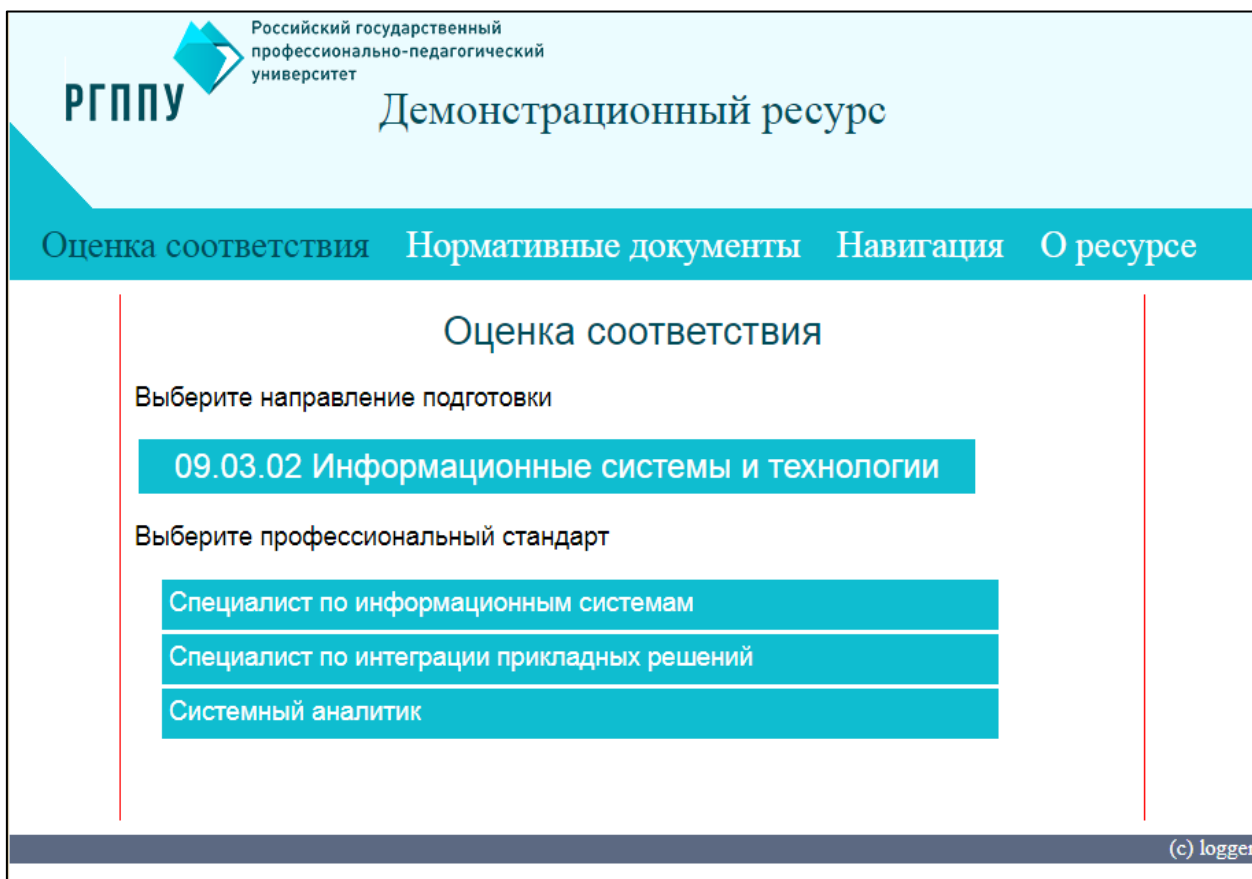 Российский государственный
профессионально-педагогический
университет
РГППУ
Демонстрационный ресурс
Оценка соответствия Нормативные документы Навигация О ресурсе
Оценка соответствия
Выберите направление подготовки
09.03.02 Информационные системы и технологии
Выберите профессиональный стандарт
Специалист по информационным системам
Специалист по интеграции прикладных решений
Системный аналитик
(c) logger